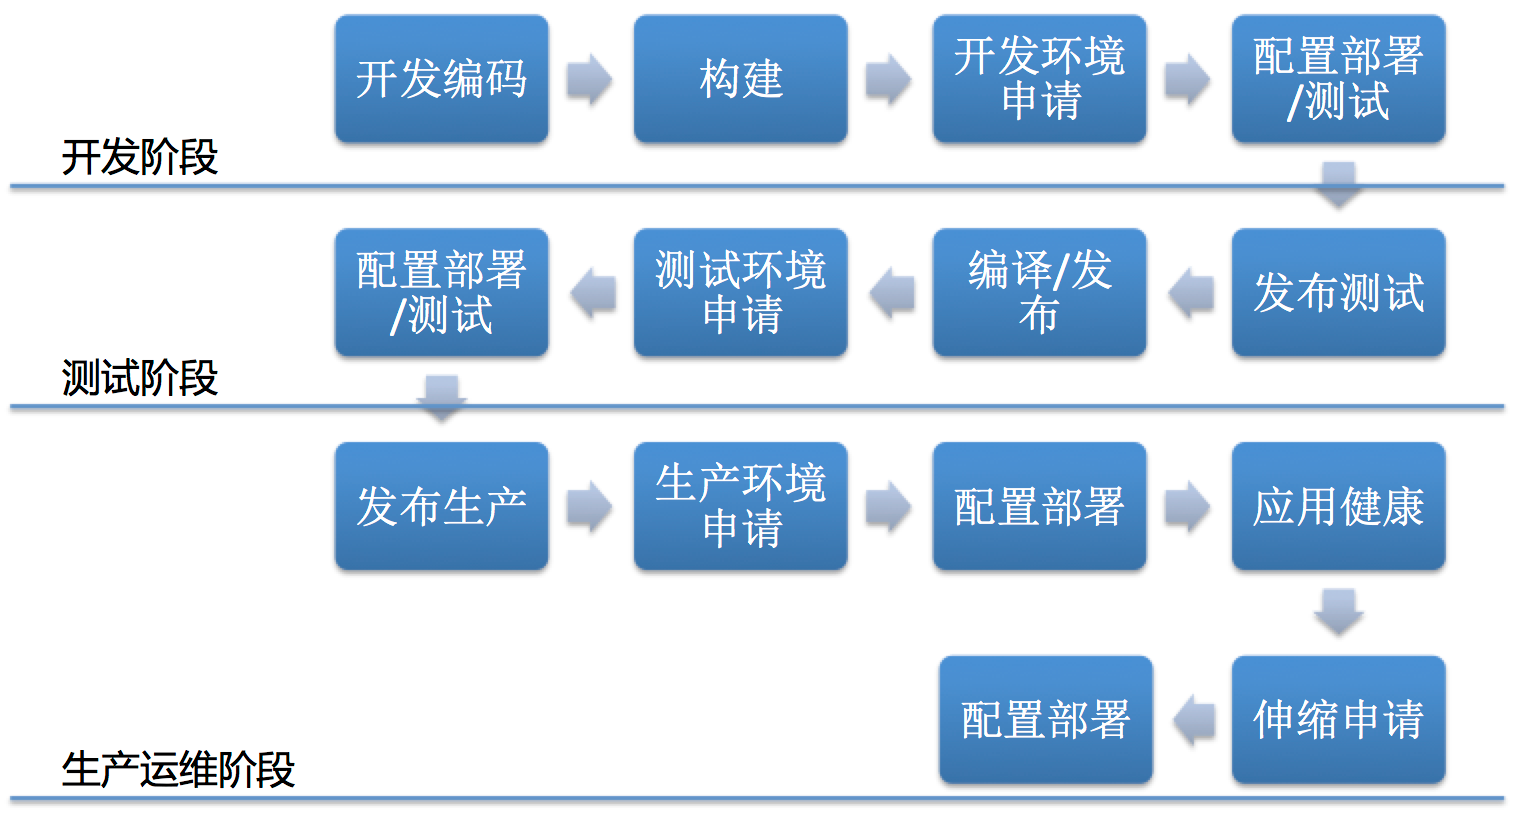 开发编码
构建
开发环境
申请
配置部署
/测试
开发阶段
配置部署
/测试
测试环境
申请
编译/发
布
发布测试
测试阶段
发布生产
生产环境
申请
配置部署
应用健康
配置部署
伸缩申请
生产运维阶段